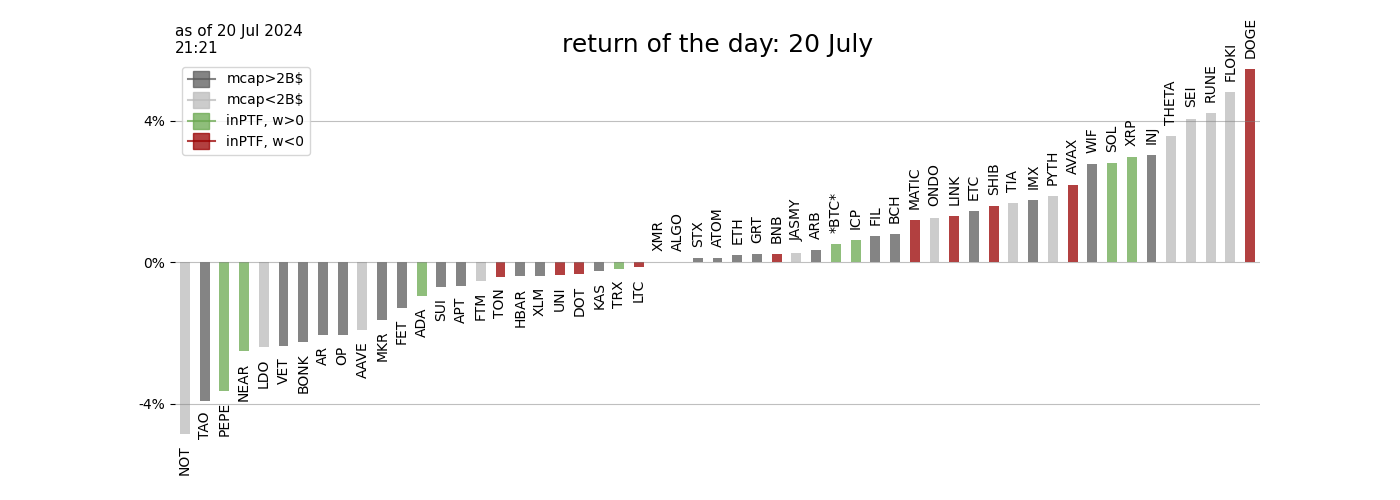 as of 20 Jul 2024
21:21
return of the day: 20 July
mcap>2B$
mcap<2B$
inPTF, w>0
inPTF, w<0
4%
0%
-4%
NOT
TAO
PEPE
NEAR
LDO
VET
BONK
AR
OP
AAVE
MKR
FET
ADA
SUI
APT
FTM
TON
HBAR
XLM
UNI
DOT
KAS
TRX
LTC
XMR
ALGO
STX
ATOM
ETH
GRT
BNB
JASMY
ARB
*BTC*
ICP
FIL
BCH
MATIC
ONDO
LINK
ETC
SHIB
TIA
IMX
PYTH
AVAX
WIF
SOL
XRP
INJ
THETA
SEI
RUNE
FLOKI
DOGE